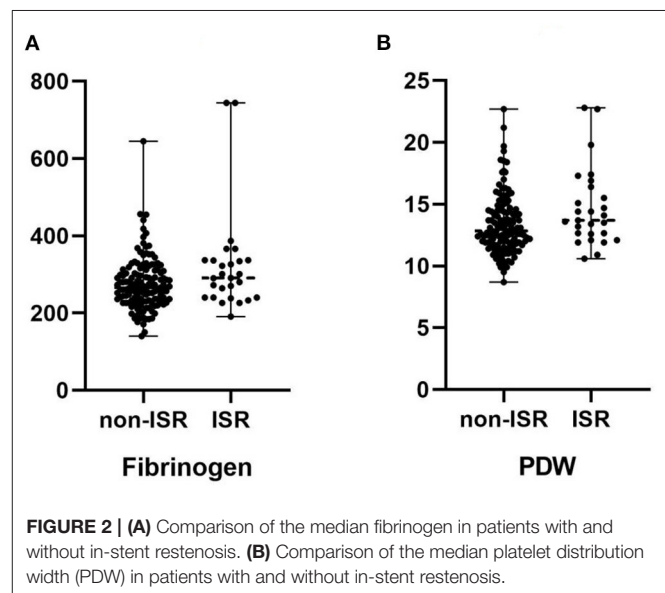 A
800
600
400
200
0
non-ISR ISR
Fibrinogen
B
25
20
15
10
5
0
non-ISR ISR
PDW
FIGURE 2 | (A) Comparison of the median fibrinogen in patients with and
without in-stent restenosis. (B) Comparison of the median platelet distribution
width (PDW) in patients with and without in-stent restenosis.